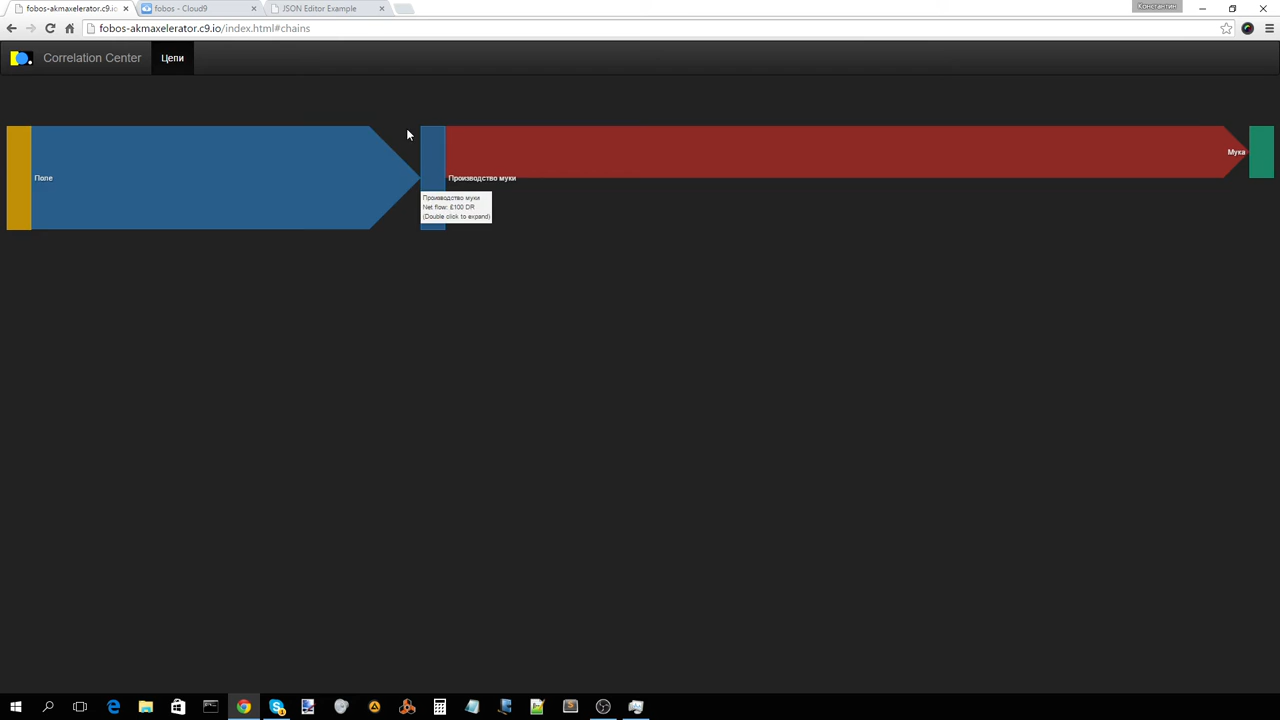 fobos-akmaxelerator.c9.io/
fobos - Cloud9
JSON Editor Example
Константин
fobos-akmaxelerator.c9.io/index.html#chains
Correlation Center
Цепи
Поле
Производство муки
Мука
Производство муки
Net flow: £100 DR
(Double click to expand)